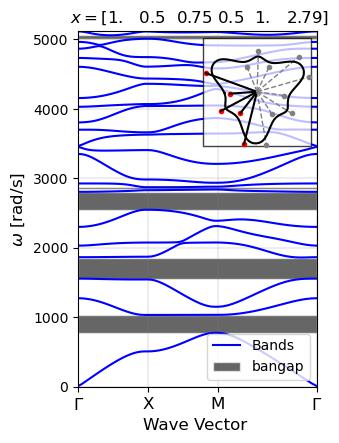 x = [1. 0.5 0.75 0.5 1. 2.79]
5000
4000
3000
2000
1000
0
ω [rad/s]
Bands
bangap
Γ X M Γ
Wave Vector